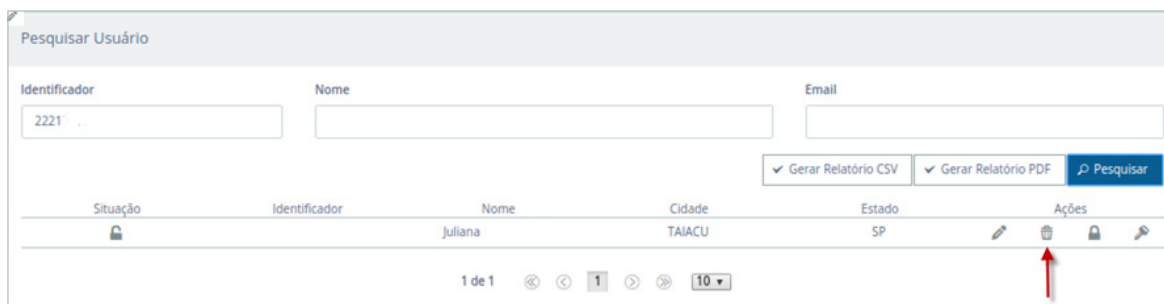 Pesquisar Usuário
Identificador Nome Email
2221
Gerar Relatório CSV Gerar Relatório PDF Pesquisar
Situação Identificador Nome Cidade Estado Ações
Juliana TAIACU SP
1 de 1 1 10